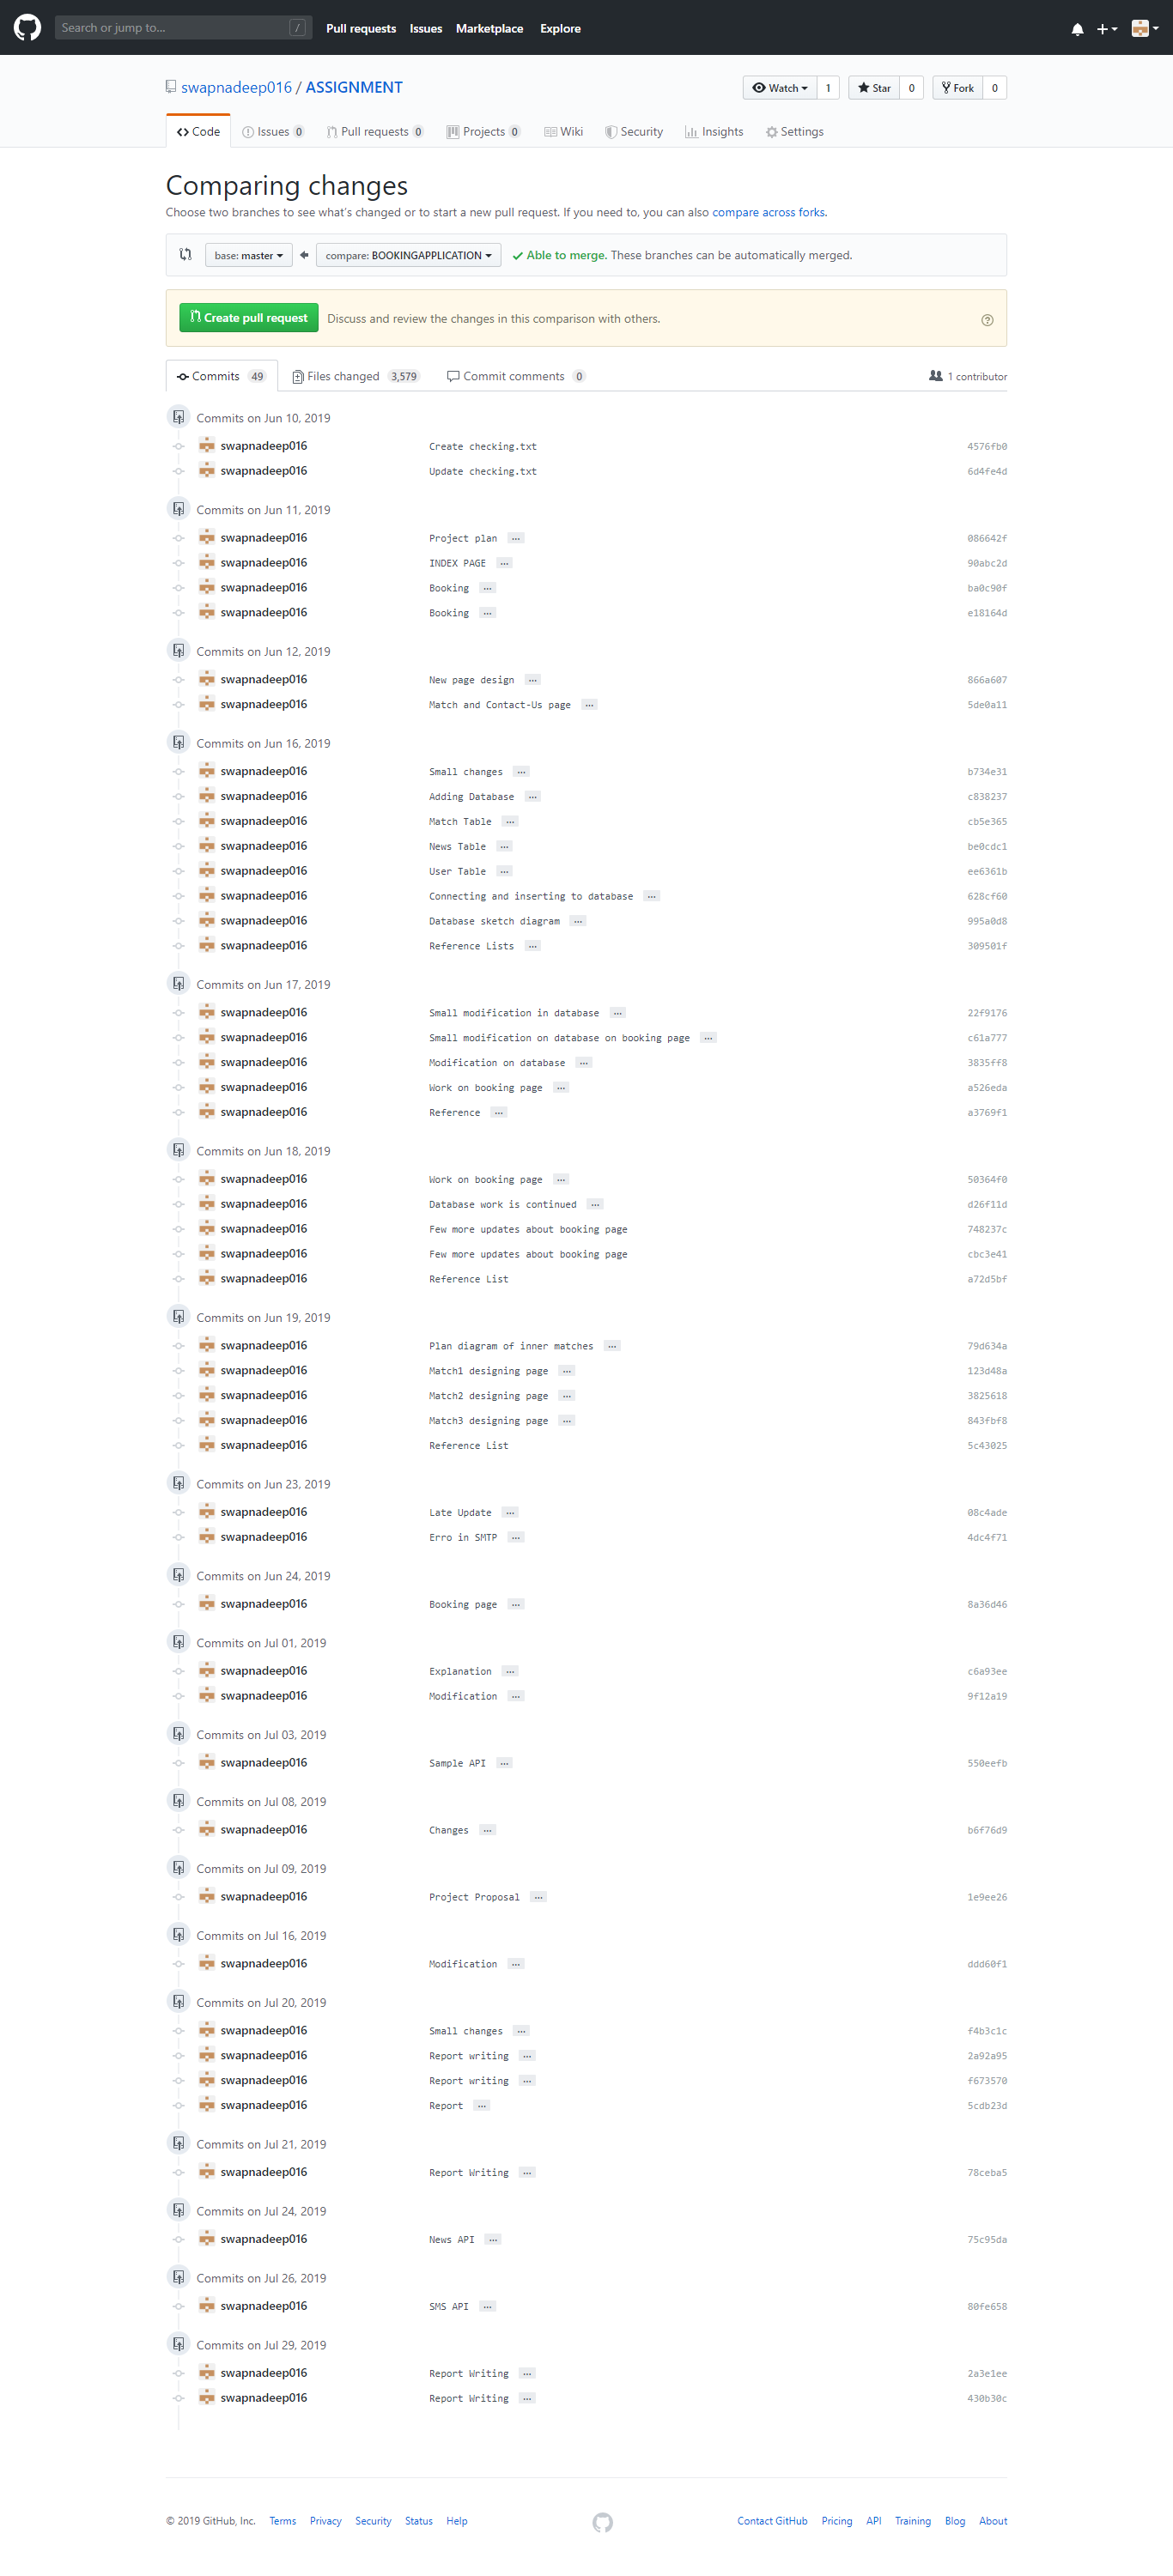 Search or jump to... / Pull requests Issues Marketplace Explore
swapnadeep016 / ASSIGNMENT Watch 1 Star 0 Fork 0
Code Issues 0 Pull requests 0 Projects 0 Wiki Security Insights Settings
Comparing changes
Choose two branches to see what's changed or to start a new pull request. If you need to, you can also compare across forks.
base: master compare: BOOKINGAPPLICATION Able to merge. These branches can be automatically merged.
Create pull request Discuss and review the changes in this comparison with others.
Commits 49 Files changed 3,579 Commit comments 0 1 contributor
Commits on Jun 10, 2019
swapnadeep016 Create checking.txt 4576fb0
swapnadeep016 Update checking.txt 6d4fe4d
Commits on Jun 11, 2019
swapnadeep016 Project plan … 086642f
swapnadeep016 INDEX PAGE … 90abc2d
swapnadeep016 Booking … ba0c90f
swapnadeep016 Booking … e18164d
Commits on Jun 12, 2019
swapnadeep016 New page design … 866a607
swapnadeep016 Match and Contact-Us page … 5de0a11
Commits on Jun 16, 2019
swapnadeep016 Small changes … b734e31
swapnadeep016 Adding Database … c838237
swapnadeep016 Match Table … cb5e365
swapnadeep016 News Table … be0cdc1
swapnadeep016 User Table … ee6361b
swapnadeep016 Connecting and inserting to database … 628cf60
swapnadeep016 Database sketch diagram … 995a0d8
swapnadeep016 Reference Lists … 309501f
Commits on Jun 17, 2019
swapnadeep016 Small modification in database … 22f9176
swapnadeep016 Small modification on database on booking page … c61a777
swapnadeep016 Modification on database … 3835ff8
swapnadeep016 Work on booking page … a526eda
swapnadeep016 Reference … a3769f1
Commits on Jun 18, 2019
swapnadeep016 Work on booking page … 50364f0
swapnadeep016 Database work is continued … d26f11d
swapnadeep016 Few more updates about booking page 748237c
swapnadeep016 Few more updates about booking page cbc3e41
swapnadeep016 Reference List a72d5bf
Commits on Jun 19, 2019
swapnadeep016 Plan diagram of inner matches … 79d634a
swapnadeep016 Match1 designing page … 123d48a
swapnadeep016 Match2 designing page … 3825618
swapnadeep016 Match3 designing page … 843fbf8
swapnadeep016 Reference List 5c43025
Commits on Jun 23, 2019
swapnadeep016 Late Update … 08c4ade
swapnadeep016 Erro in SMTP … 4dc4f71
Commits on Jun 24, 2019
swapnadeep016 Booking page … 8a36d46
Commits on Jul 01, 2019
swapnadeep016 Explanation … c6a93ee
swapnadeep016 Modification … 9f12a19
Commits on Jul 03, 2019
swapnadeep016 Sample API … 550eefb
Commits on Jul 08, 2019
swapnadeep016 Changes … b6f76d9
Commits on Jul 09, 2019
swapnadeep016 Project Proposal … 1e9ee26
Commits on Jul 16, 2019
swapnadeep016 Modification … ddd60f1
Commits on Jul 20, 2019
swapnadeep016 Small changes … f4b3c1c
swapnadeep016 Report writing … 2a92a95
swapnadeep016 Report writing … f673570
swapnadeep016 Report … 5cdb23d
Commits on Jul 21, 2019
swapnadeep016 Report Writing … 78ceba5
Commits on Jul 24, 2019
swapnadeep016 News API … 75c95da
Commits on Jul 26, 2019
swapnadeep016 SMS API … 80fe658
Commits on Jul 29, 2019
swapnadeep016 Report Writing … 2a3e1ee
swapnadeep016 Report Writing … 430b30c
© 2019 GitHub, Inc. Terms Privacy Security Status Help Contact GitHub Pricing API Training Blog About